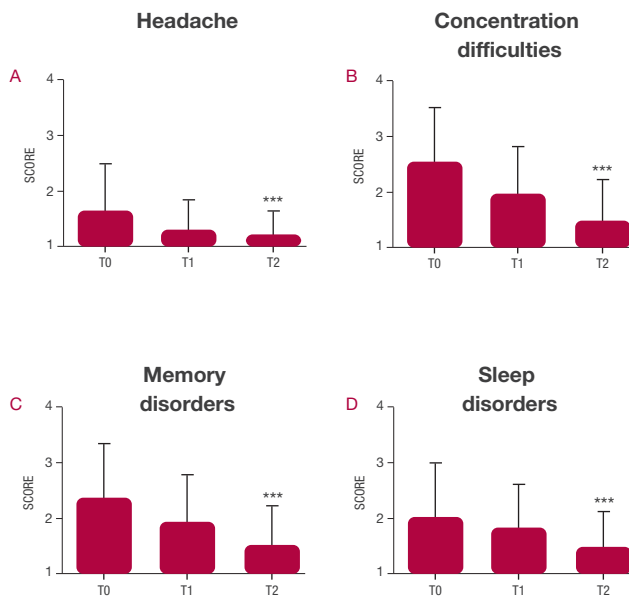 Headache
A
4
3
2
1
SCORE
***
T0 T1 T2
Concentration
difficulties
B
4
3
2
1
SCORE
***
T0 T1 T2
Memory
disorders
C
4
3
2
1
SCORE
***
T0 T1 T2
Sleep
disorders
D
4
3
2
1
SCORE
***
T0 T1 T2